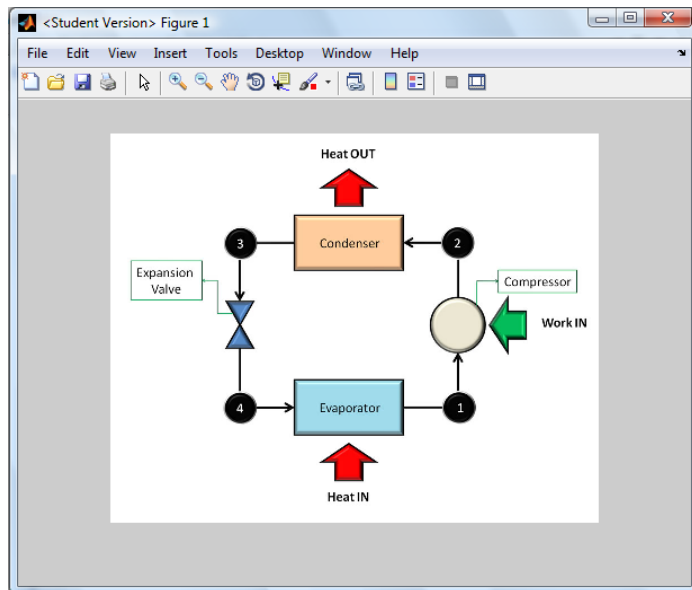 <Student Version> Figure 1
File Edit View Insert Tools Desktop Window Help
Heat OUT
3
Condenser
2
Expansion
Valve
Compressor
Work IN
4
Evaporator
1
Heat IN